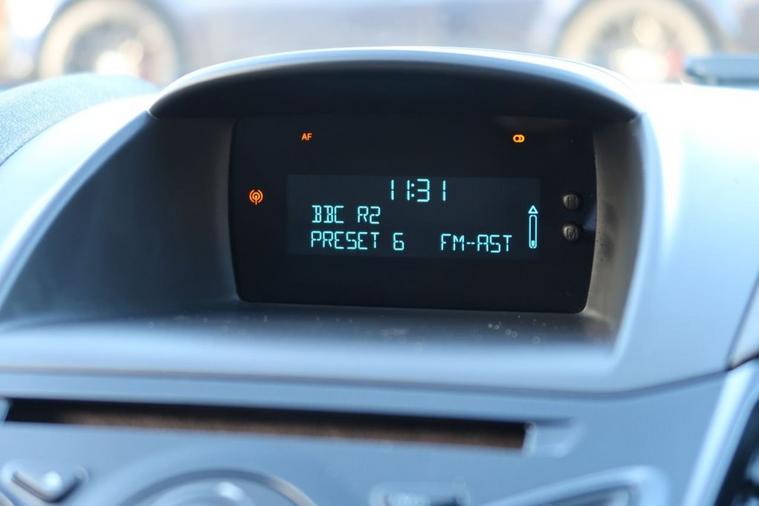 AF
11:31
BBC R2
PRESET 6 FM-AST